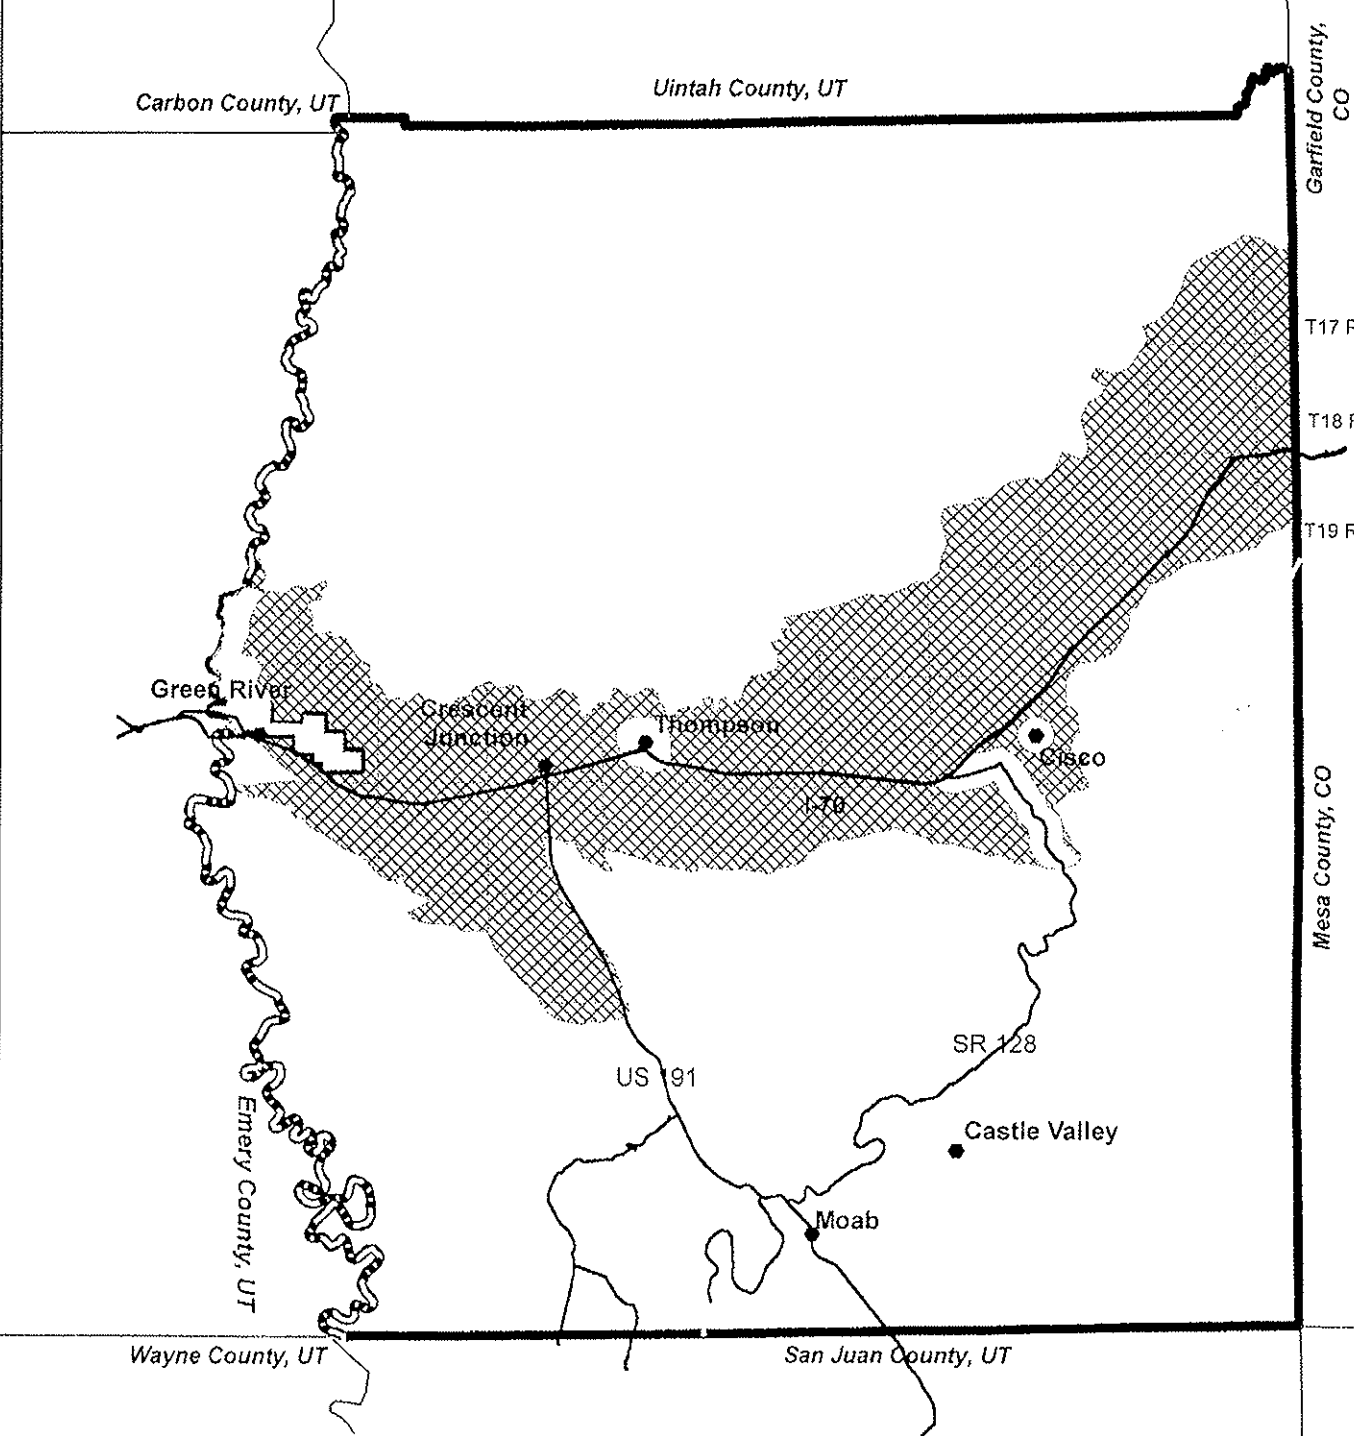 Uintah County, UT
Carbon County, UT
Garfield County,
CO
T17 R
T18 F
T19 R
Green River
Crescent
Junction
Thompson
Cisco
I-70
Mesa County, CO
SR 128
US 191
Emery County, UT
Castle Valley
Moab
Wayne County, UT
San Juan County, UT